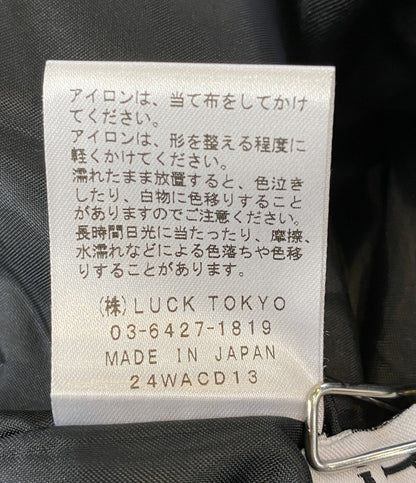 アイロンは、当て布をしてかけ
てください。
アイロンは、形を整える程度に
軽くかけてください。
濡れたまま放置すると、色泣き
したり、白物に色移りすること
がありますのでご注意ください。
長時間日光に当たったり、摩擦、
水濡れなどによる色落ちや色移
りすることがあります。
(株) LUCK TOKYO
03-6427-1819
MADE IN JAPAN
24WACD13